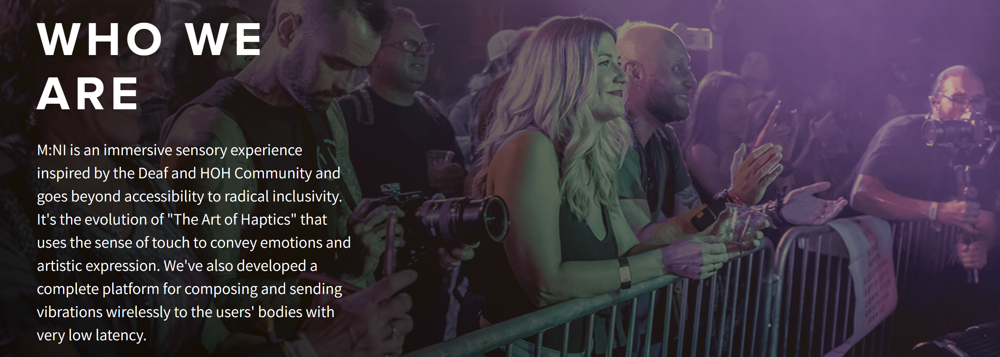 WHO WE
ARE
M:NI is an immersive sensory experience
inspired by the Deaf and HOH Community and
goes beyond accessibility to radical inclusivity.
It's the evolution of "The Art of Haptics" that
uses the sense of touch to convey emotions and
artistic expression. We've also developed a
complete platform for composing and sending
vibrations wirelessly to the users' bodies with
very low latency.